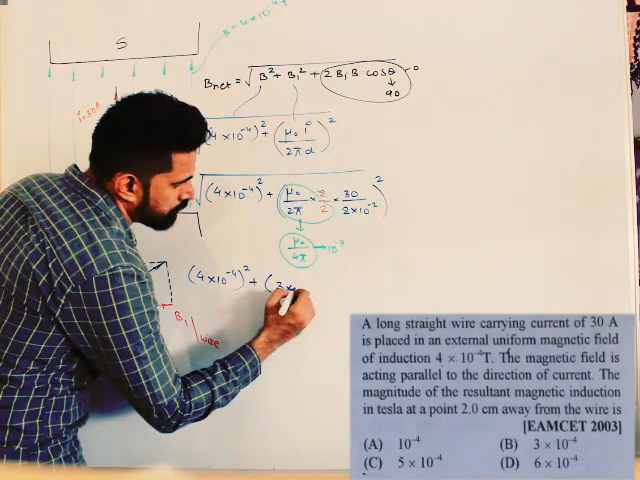 S
B=4×10⁻⁴T
i=30A
Bnet = √B² + B₁² + 2B₁B cosθ → 0
90
(4×10⁻⁴)² + (μ₀ i / 2πd)²
√(4×10⁻⁴)² + (μ₀/2π × 2/2 × 30/2×10⁻²)²
μ₀/4π → 10⁻⁷
(4×10⁻⁴)² + (3×
B₁
wire
A long straight wire carrying current of 30 A
is placed in an external uniform magnetic field
of induction 4 × 10⁻⁴T. The magnetic field is
acting parallel to the direction of current. The
magnitude of the resultant magnetic induction
in tesla at a point 2.0 cm away from the wire is
[EAMCET 2003]
(A) 10⁻⁴ (B) 3 × 10⁻⁴
(C) 5 × 10⁻⁴ (D) 6 × 10⁻⁴